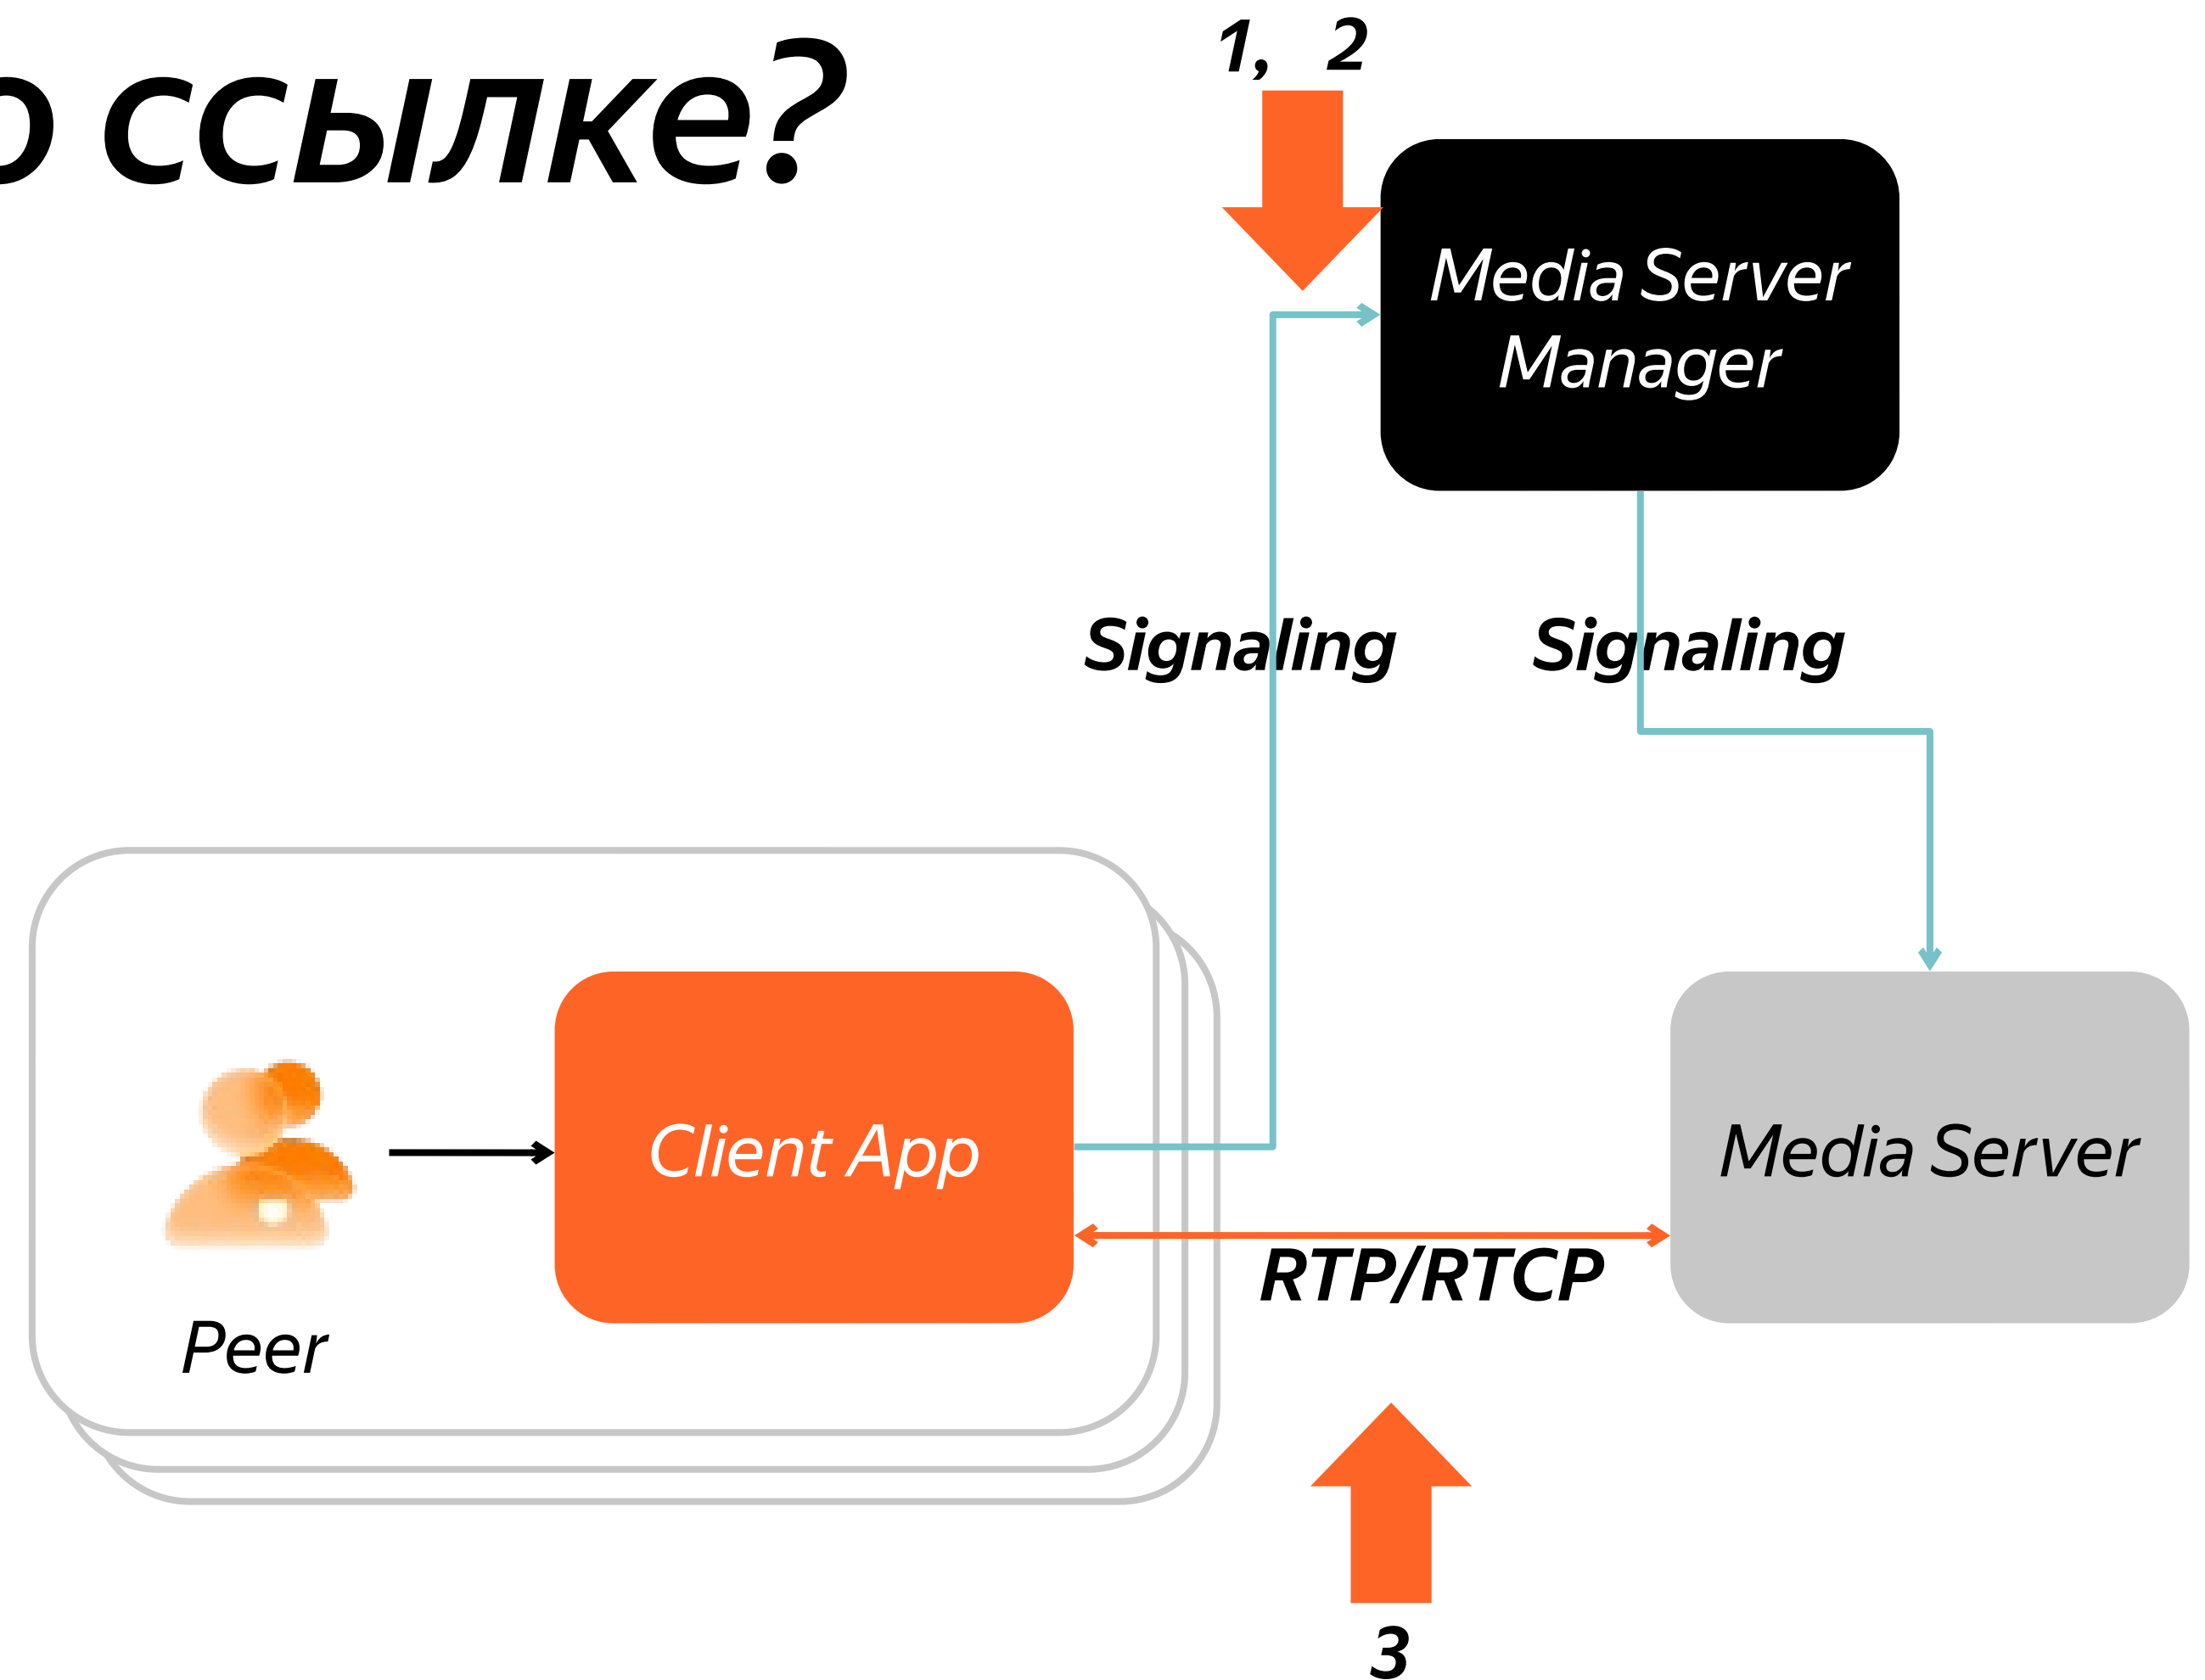 о ссылке?
1, 2
Media Server
Manager
Signaling
Signaling
Client App
Media Server
RTP/RTCP
Peer
3